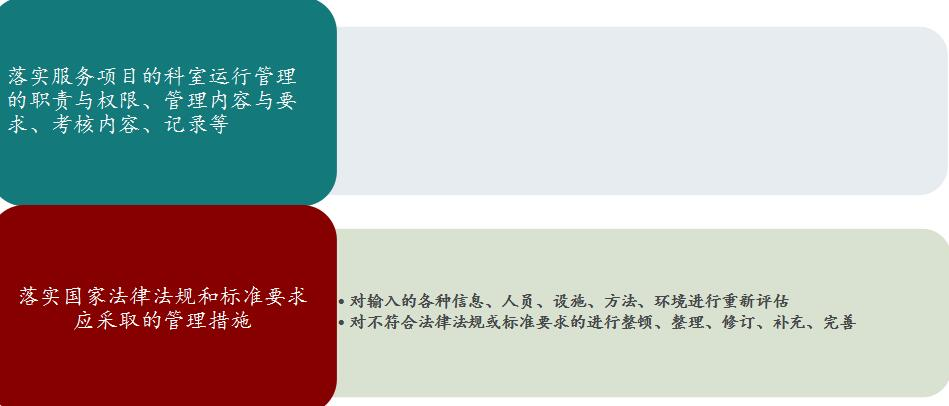 落实服务项目的科室运行管理
的职责与权限、管理内容与要
求、考核内容、记录等
落实国家法律法规和标准要求
应采取的管理措施
• 对输入的各种信息、人员、设施、方法、环境进行重新评估
• 对不符合法律法规或标准要求的进行整顿、整理、修订、补充、完善